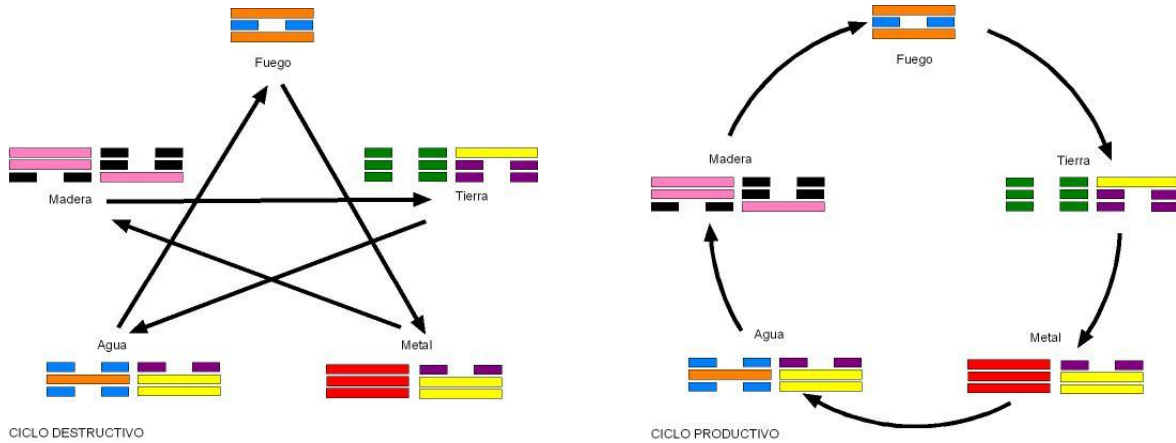 Fuego
Madera
Tierra
Agua
Metal
CICLO DESTRUCTIVO
Fuego
Madera
Tierra
Agua
Metal
CICLO PRODUCTIVO